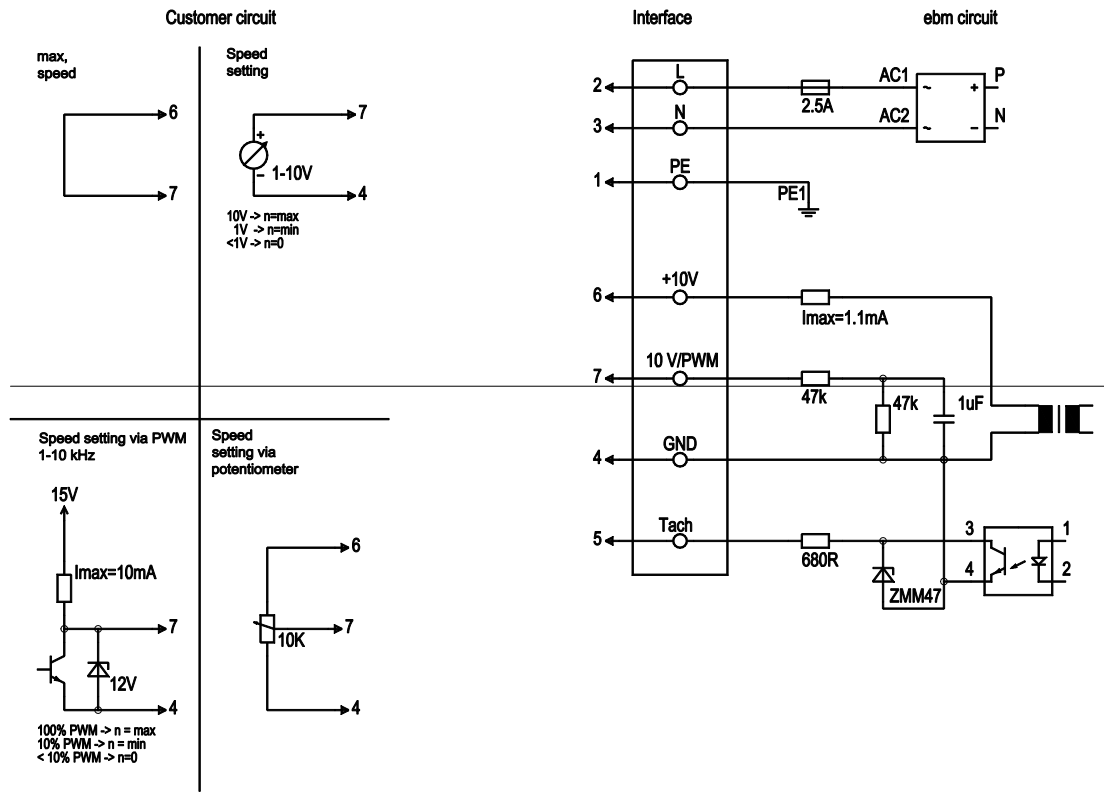 Customer circuit
Interface
ebm circuit
max,
speed
6
7
Speed
setting
7
+
1-10V
–
4
10V -> n=max
1V -> n=min
<1V -> n=0
Speed setting via PWM
1-10 kHz
15V
Imax=10mA
7
12V
4
100% PWM -> n = max
10% PWM -> n = min
< 10% PWM -> n=0
Speed
setting via
potentiometer
6
7
10K
4
2
L
2.5A
AC1
~
+
P
3
N
AC2
~
–
N
1
PE
PE1
6
+10V
Imax=1.1mA
7
10 V/PWM
47k
47k
1uF
4
GND
5
Tach
680R
ZMM47
3
4
1
2